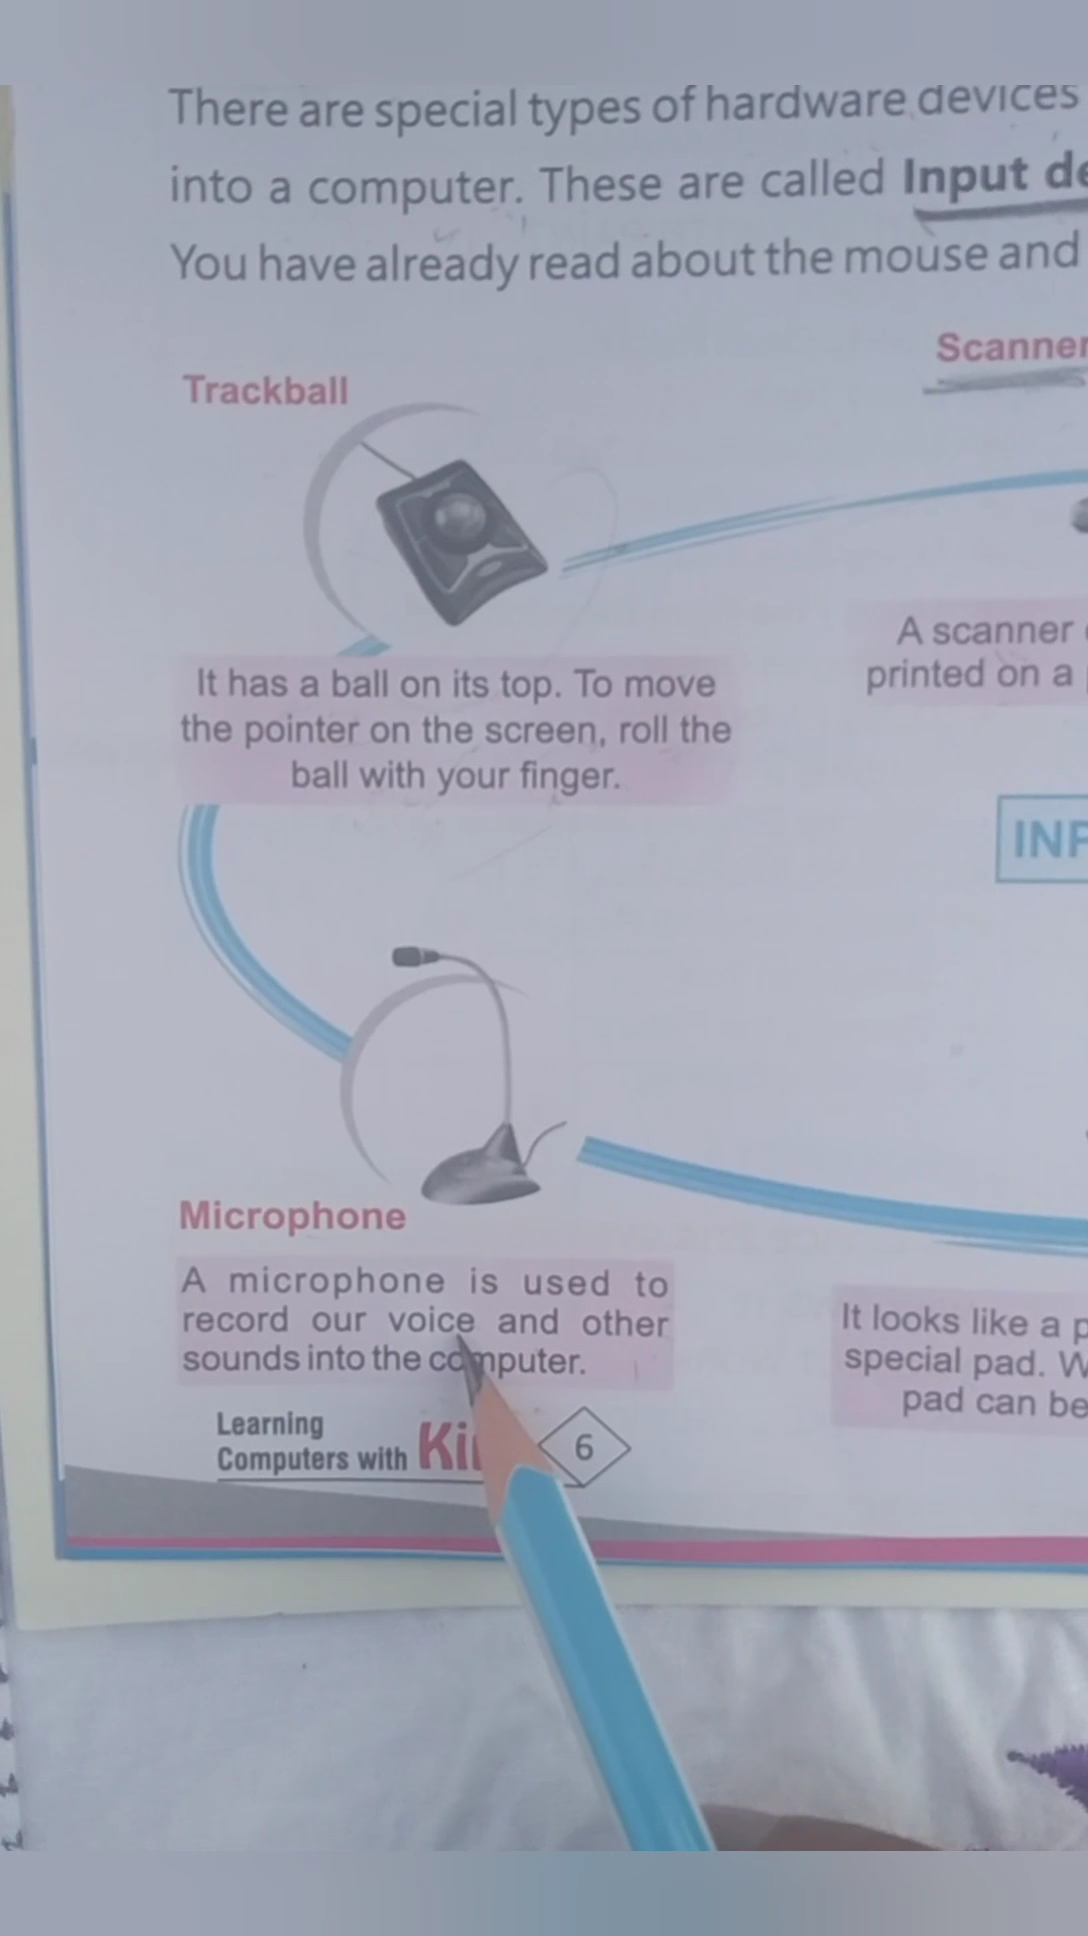 There are special types of hardware devices
into a computer. These are called Input
You have already read about the mouse and
Scanner
Trackball
A scanner
printed on a
It has a ball on its top. To move
the pointer on the screen, roll the
ball with your finger.
Microphone
A microphone is used to
record our voice and other
sounds into the computer.
It looks like a
special pad.
pad can be
Learning
Computers with
6